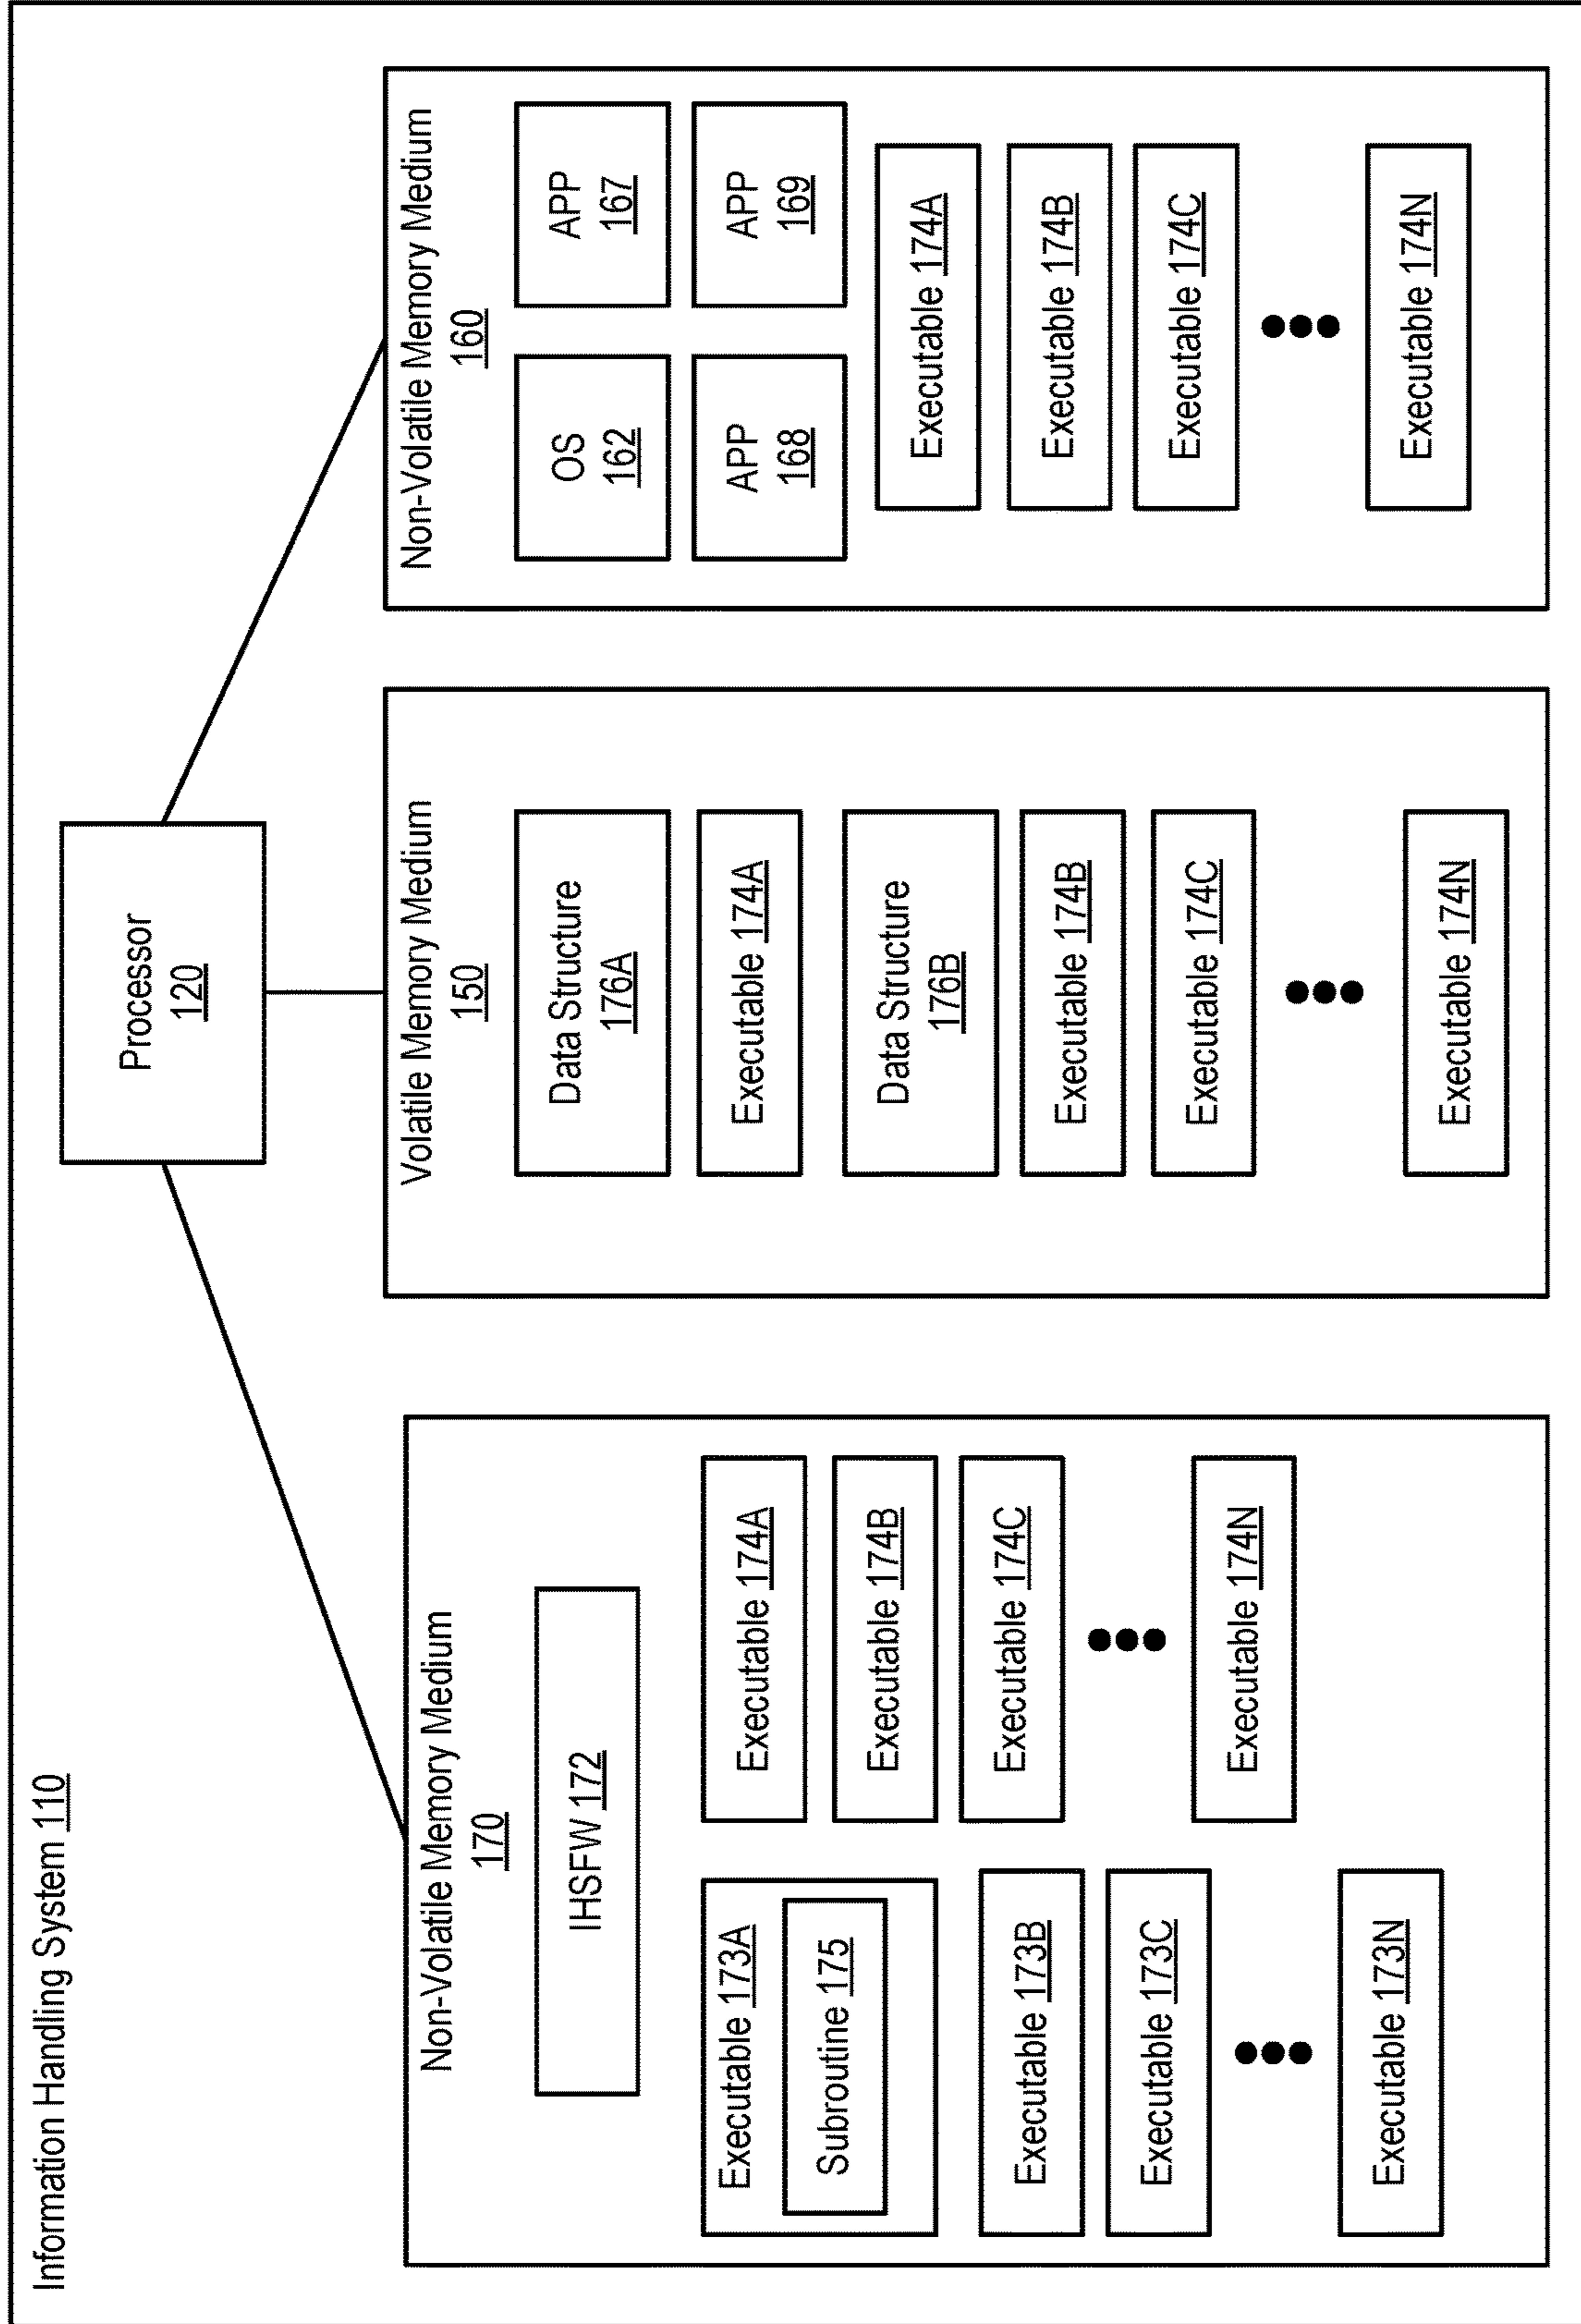 Information Handling System 110
Processor
120
Non-Volatile Memory Medium
170
IHSFW 172
Executable 173A
Subroutine 175
Executable 173B
Executable 173C
Executable 173N
Executable 174A
Executable 174B
Executable 174C
Executable 174N
Volatile Memory Medium
150
Data Structure
176A
Executable 174A
Data Structure
176B
Executable 174B
Executable 174C
Executable 174N
Non-Volatile Memory Medium
160
OS
162
APP
167
APP
168
APP
169
Executable 174A
Executable 174B
Executable 174C
Executable 174N